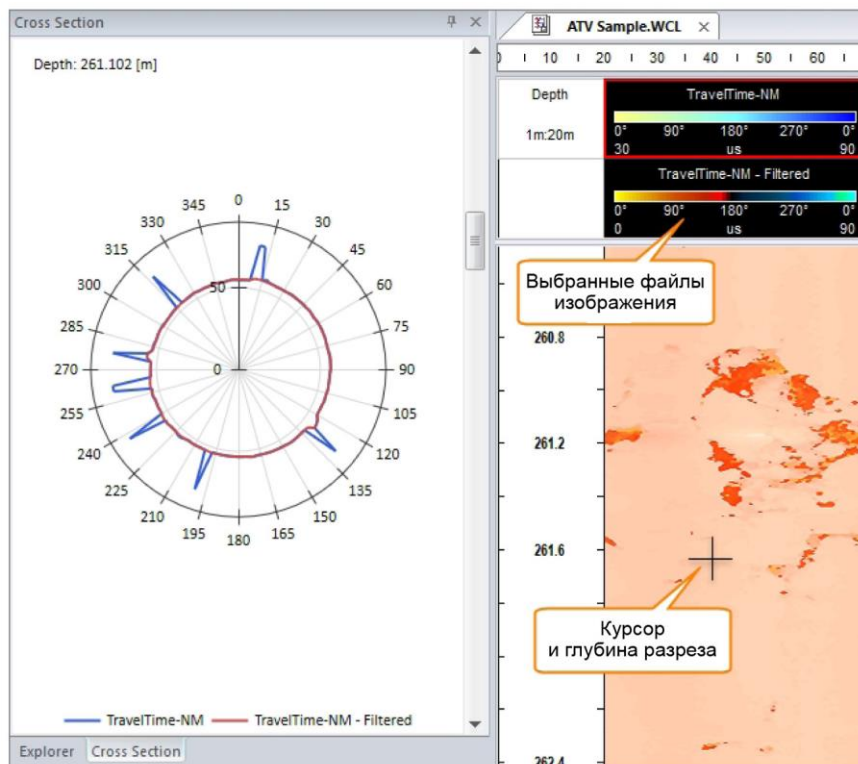 Cross Section
Depth: 261.102 [m]
0
15
30
45
60
75
90
105
120
135
150
165
180
195
210
225
240
255
270
285
300
315
330
345
50
0
TravelTime-NM
TravelTime-NM - Filtered
Explorer
Cross Section
ATV Sample.WCL
0 10 20 30 40 50 60
Depth
1m:20m
TravelTime-NM
0° 90° 180° 270° 0°
30 us 90
TravelTime-NM - Filtered
0° 90° 180° 270° 0°
0 us 90
Выбранные файлы
изображения
260.8
261.2
261.6
Курсор
и глубина разреза
262.4